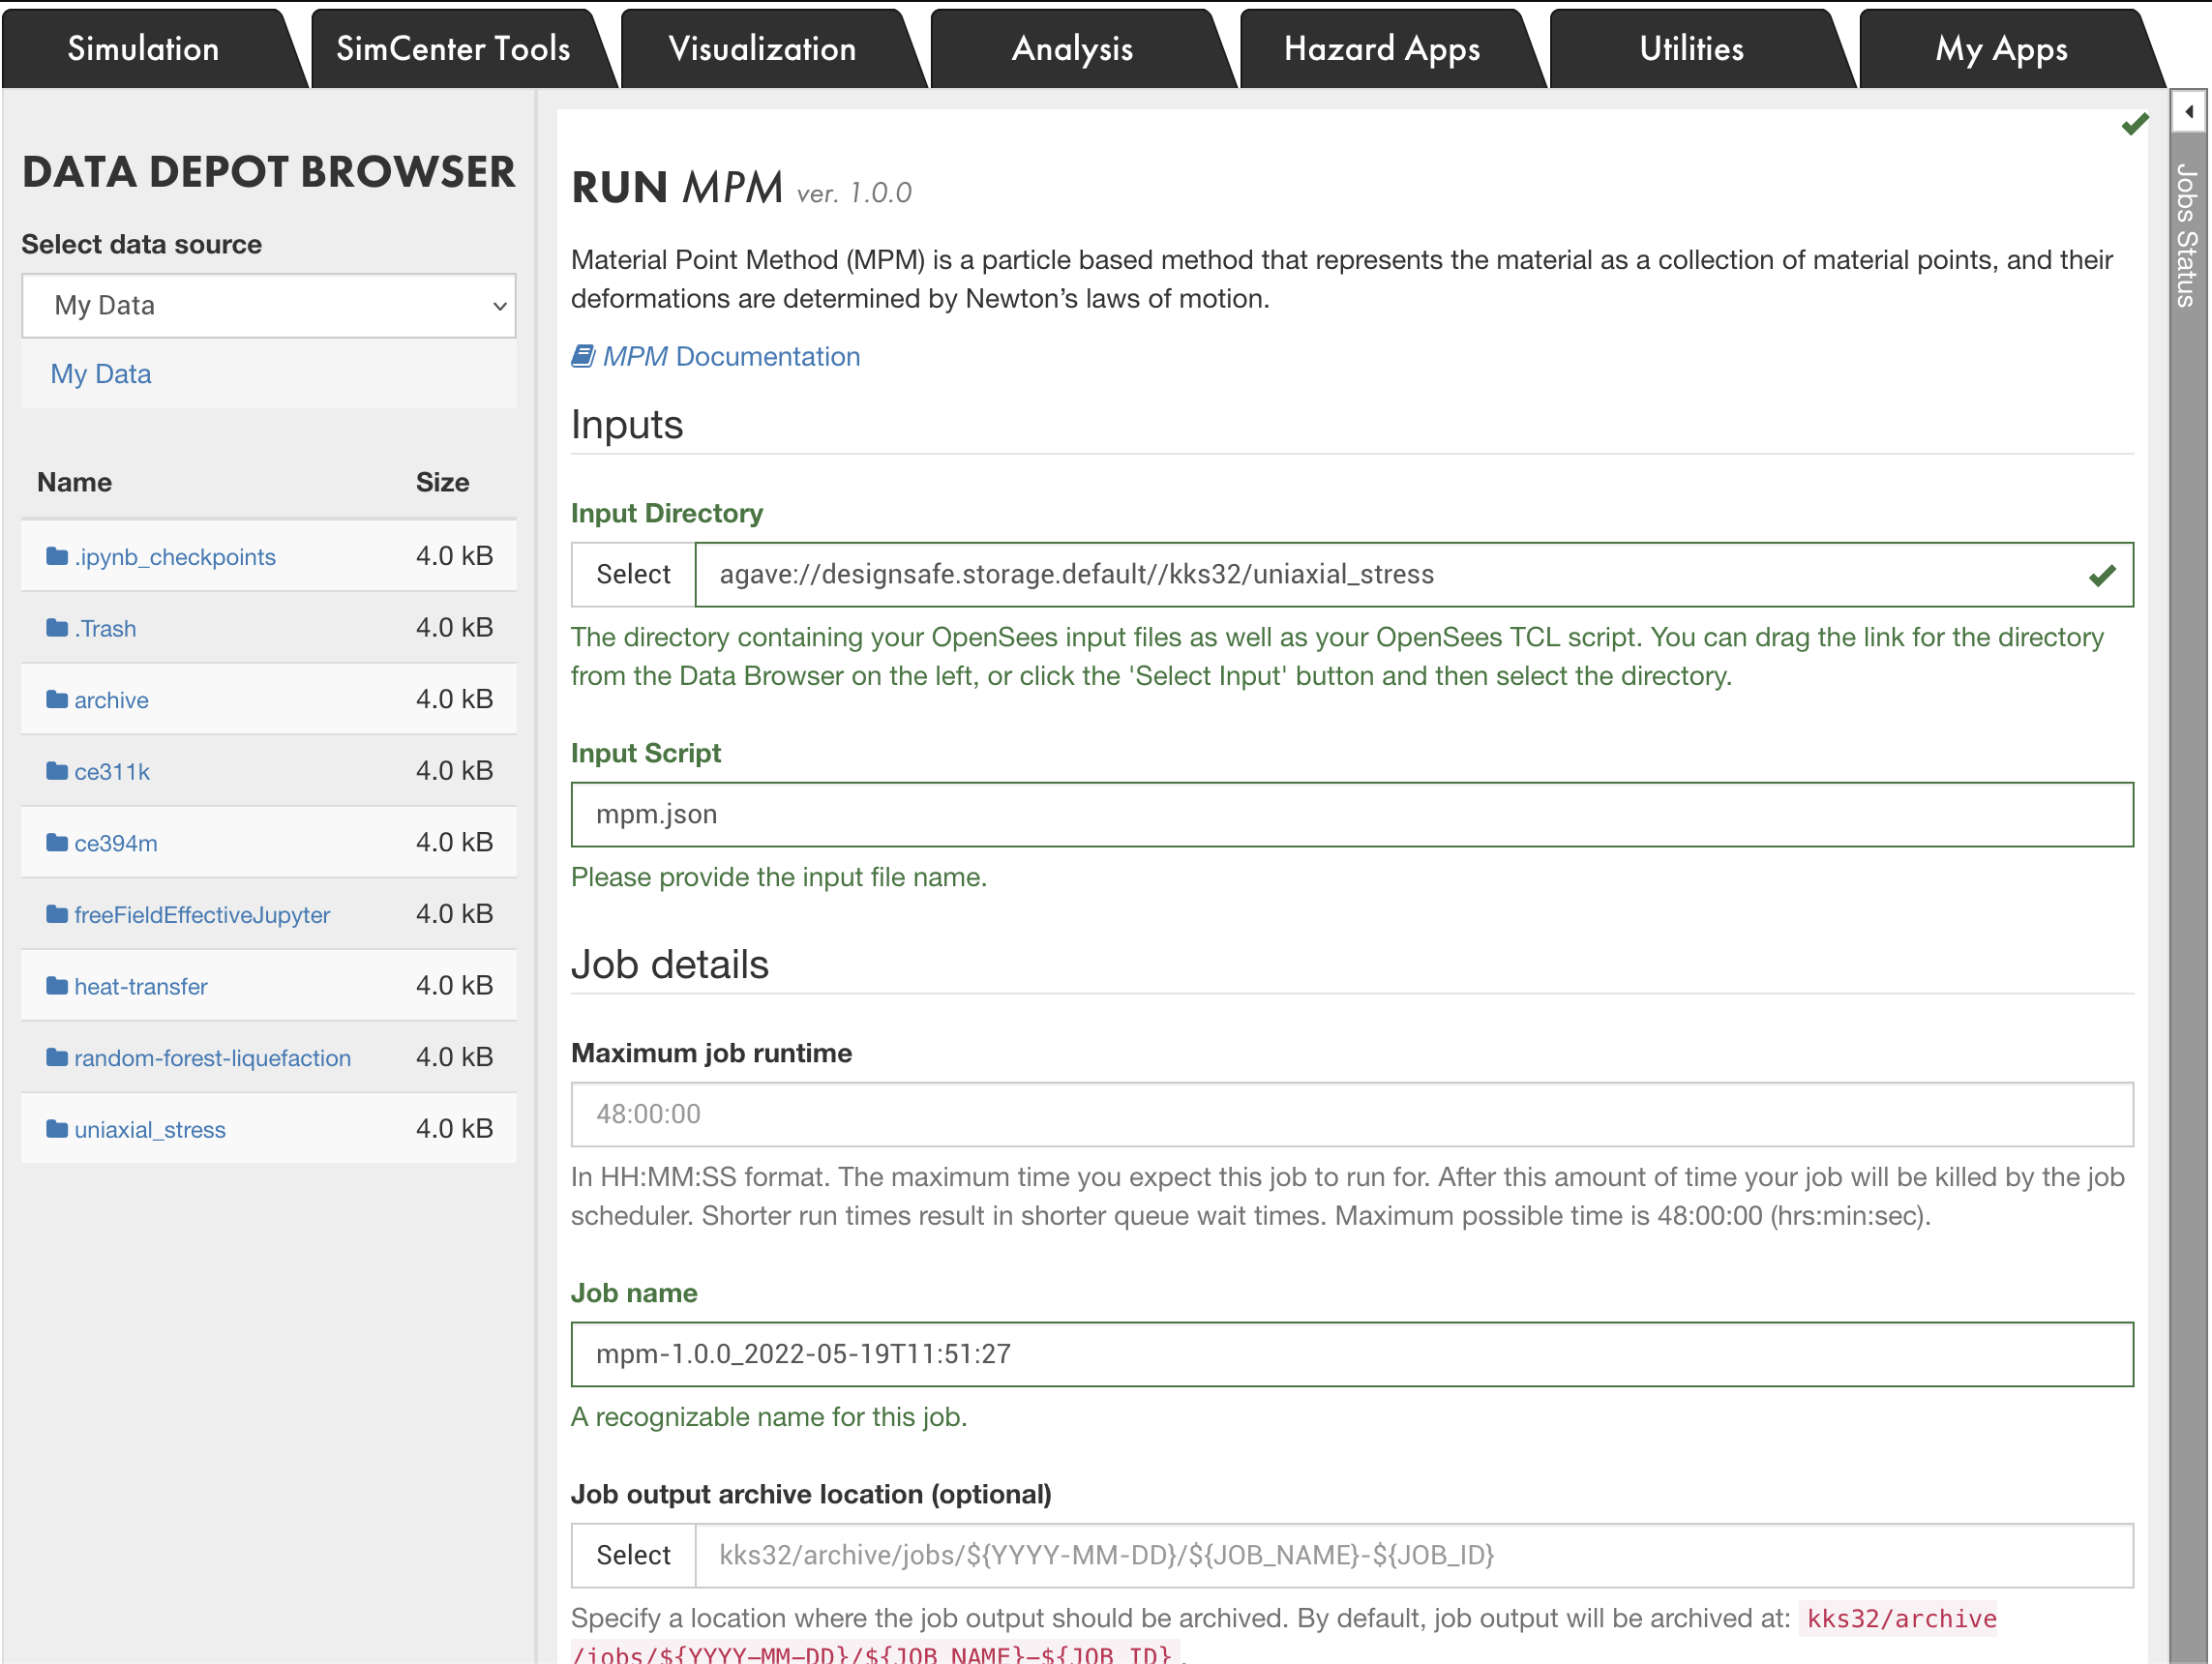 Simulation
SimCenter Tools
Visualization
Analysis
Hazard Apps
Utilities
My Apps
DATA DEPOT BROWSER
Select data source
My Data
My Data
Name Size
.ipynb_checkpoints 4.0 kB
.Trash 4.0 kB
archive 4.0 kB
ce311k 4.0 kB
ce394m 4.0 kB
freeFieldEffectiveJupyter 4.0 kB
heat-transfer 4.0 kB
random-forest-liquefaction 4.0 kB
uniaxial_stress 4.0 kB
RUN MPM ver. 1.0.0
Material Point Method (MPM) is a particle based method that represents the material as a collection of material points, and their
deformations are determined by Newton’s laws of motion.
MPM Documentation
Inputs
Input Directory
Select agave://designsafe.storage.default//kks32/uniaxial_stress
The directory containing your OpenSees input files as well as your OpenSees TCL script. You can drag the link for the directory
from the Data Browser on the left, or click the 'Select Input' button and then select the directory.
Input Script
mpm.json
Please provide the input file name.
Job details
Maximum job runtime
48:00:00
In HH:MM:SS format. The maximum time you expect this job to run for. After this amount of time your job will be killed by the job
scheduler. Shorter run times result in shorter queue wait times. Maximum possible time is 48:00:00 (hrs:min:sec).
Job name
mpm-1.0.0_2022-05-19T11:51:27
A recognizable name for this job.
Job output archive location (optional)
Select kks32/archive/jobs/${YYYY-MM-DD}/${JOB_NAME}-${JOB_ID}
Specify a location where the job output should be archived. By default, job output will be archived at: kks32/archive
/jobs/${YYYY-MM-DD}/${JOB_NAME}-${JOB_ID} .
Jobs Status